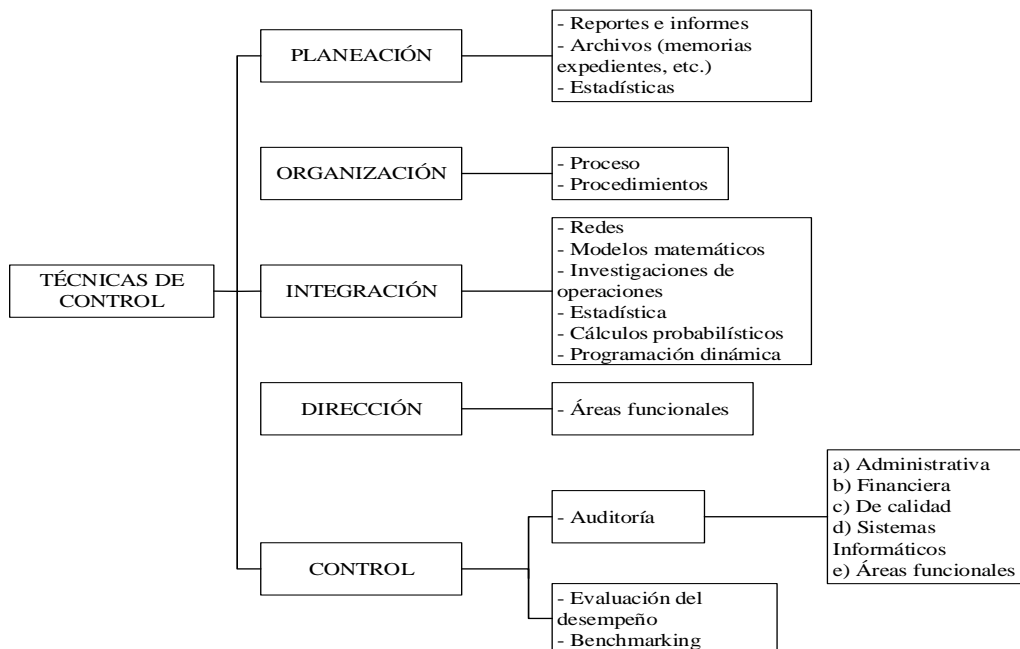 PLANEACIÓN
- Reportes e informes
- Archivos (memorias
expedientes, etc.)
- Estadísticas
ORGANIZACIÓN
- Proceso
- Procedimientos
TÉCNICAS DE
CONTROL
INTEGRACIÓN
- Redes
- Modelos matemáticos
- Investigaciones de
operaciones
- Estadística
- Cálculos probabilísticos
- Programación dinámica
DIRECCIÓN
- Áreas funcionales
CONTROL
- Auditoría
a) Administrativa
b) Financiera
c) De calidad
d) Sistemas
Informáticos
e) Áreas funcionales
- Evaluación del
desempeño
- Benchmarking